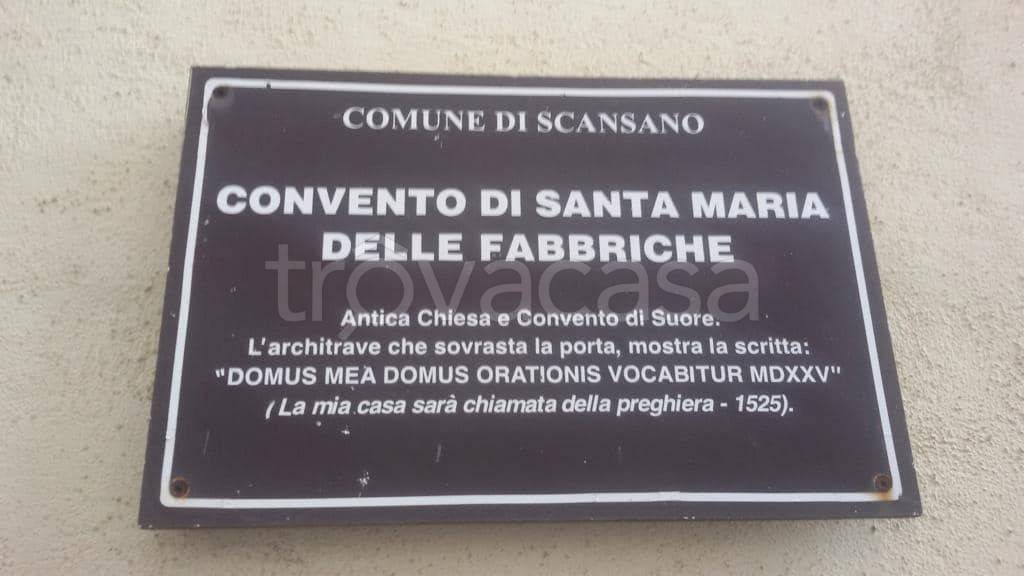 COMUNE DI SCANSANO
CONVENTO DI SANTA MARIA
DELLE FABBRICHE
trovacasa
Antica Chiesa e Convento di Suore.
L'architrave che sovrasta la porta, mostra la scritta:
"DOMUS MEA DOMUS ORATIONIS VOCABITUR MDXXV"
( La mia casa sarà chiamata della preghiera - 1525).